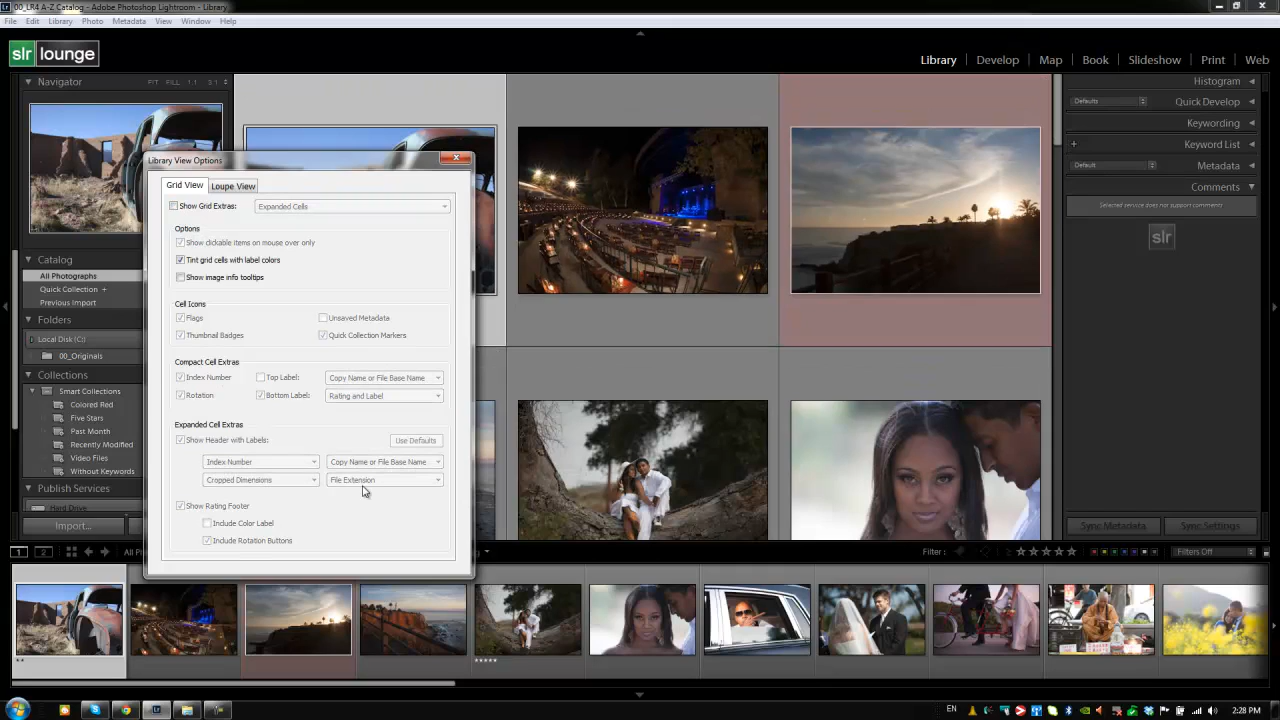 00_LR4 A-Z Catalog - Adobe Photoshop Lightroom - Library
File Edit Library Photo Metadata View Window Help
slr lounge
Library | Develop | Map | Book | Slideshow | Print | Web
Navigator FIT FILL 1:1 3:1
Histogram
Defaults Quick Develop
Keywording
Keyword List
Default Metadata
Comments
Selected service does not support comments
slr
Catalog
All Photographs
Quick Collection +
Previous Import
Folders
Local Disk (C:)
00_Originals
Collections
Smart Collections
Colored Red
Five Stars
Past Month
Recently Modified
Video Files
Without Keywords
Publish Services
Hard Drive
Import...
Library View Options
Grid View Loupe View
Show Grid Extras: Expanded Cells
Options
Show clickable items on mouse over only
Tint grid cells with label colors
Show image info tooltips
Cell Icons
Flags Unsaved Metadata
Thumbnail Badges Quick Collection Markers
Compact Cell Extras
Index Number Top Label: Copy Name or File Base Name
Rotation Bottom Label: Rating and Label
Expanded Cell Extras
Show Header with Labels: Use Defaults
Index Number Copy Name or File Base Name
Cropped Dimensions File Extension
Show Rating Footer
Include Color Label
Include Rotation Buttons
Sync Metadata Sync Settings
1 2 Filter : Filters Off
EN 2:28 PM